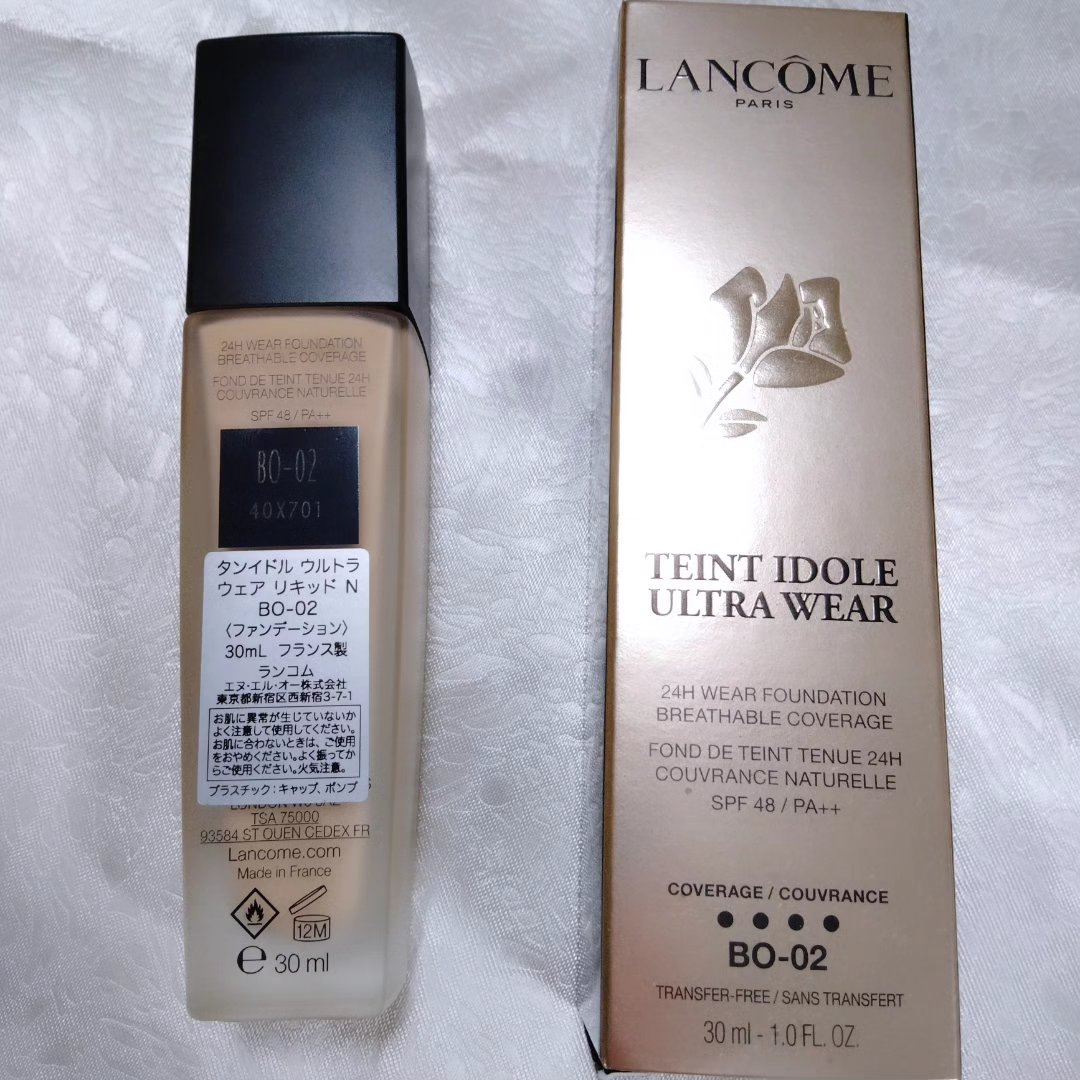 24H WEAR FOUNDATION
BREATHABLE COVERAGE
FOND DE TEINT TENUE 24H
COUVRANCE NATURELLE
SPF 48 / PA++
BO-02
40X701
タンイドル ウルトラ
ウェア リキッド N
BO-02
〈ファンデーション〉
30mL フランス製
ランコム
エヌ・エル・オー株式会社
東京都新宿区西新宿3-7-1
お肌に異常が生じていないか
よく注意して使用してください。
お肌に合わないときは、ご使用
をおやめください。よく振ってか
らご使用ください。火気注意。
プラスチック：キャップ、ポンプ
LONDON
TSA 75000
93584 ST OUEN CEDEX FR
Lancome.com
Made in France
12M
e 30 ml
LANCÔME
PARIS
TEINT IDOLE
ULTRA WEAR
24H WEAR FOUNDATION
BREATHABLE COVERAGE
FOND DE TEINT TENUE 24H
COUVRANCE NATURELLE
SPF 48 / PA++
COVERAGE / COUVRANCE
BO-02
TRANSFER-FREE / SANS TRANSFERT
30 ml - 1.0 FL. OZ.